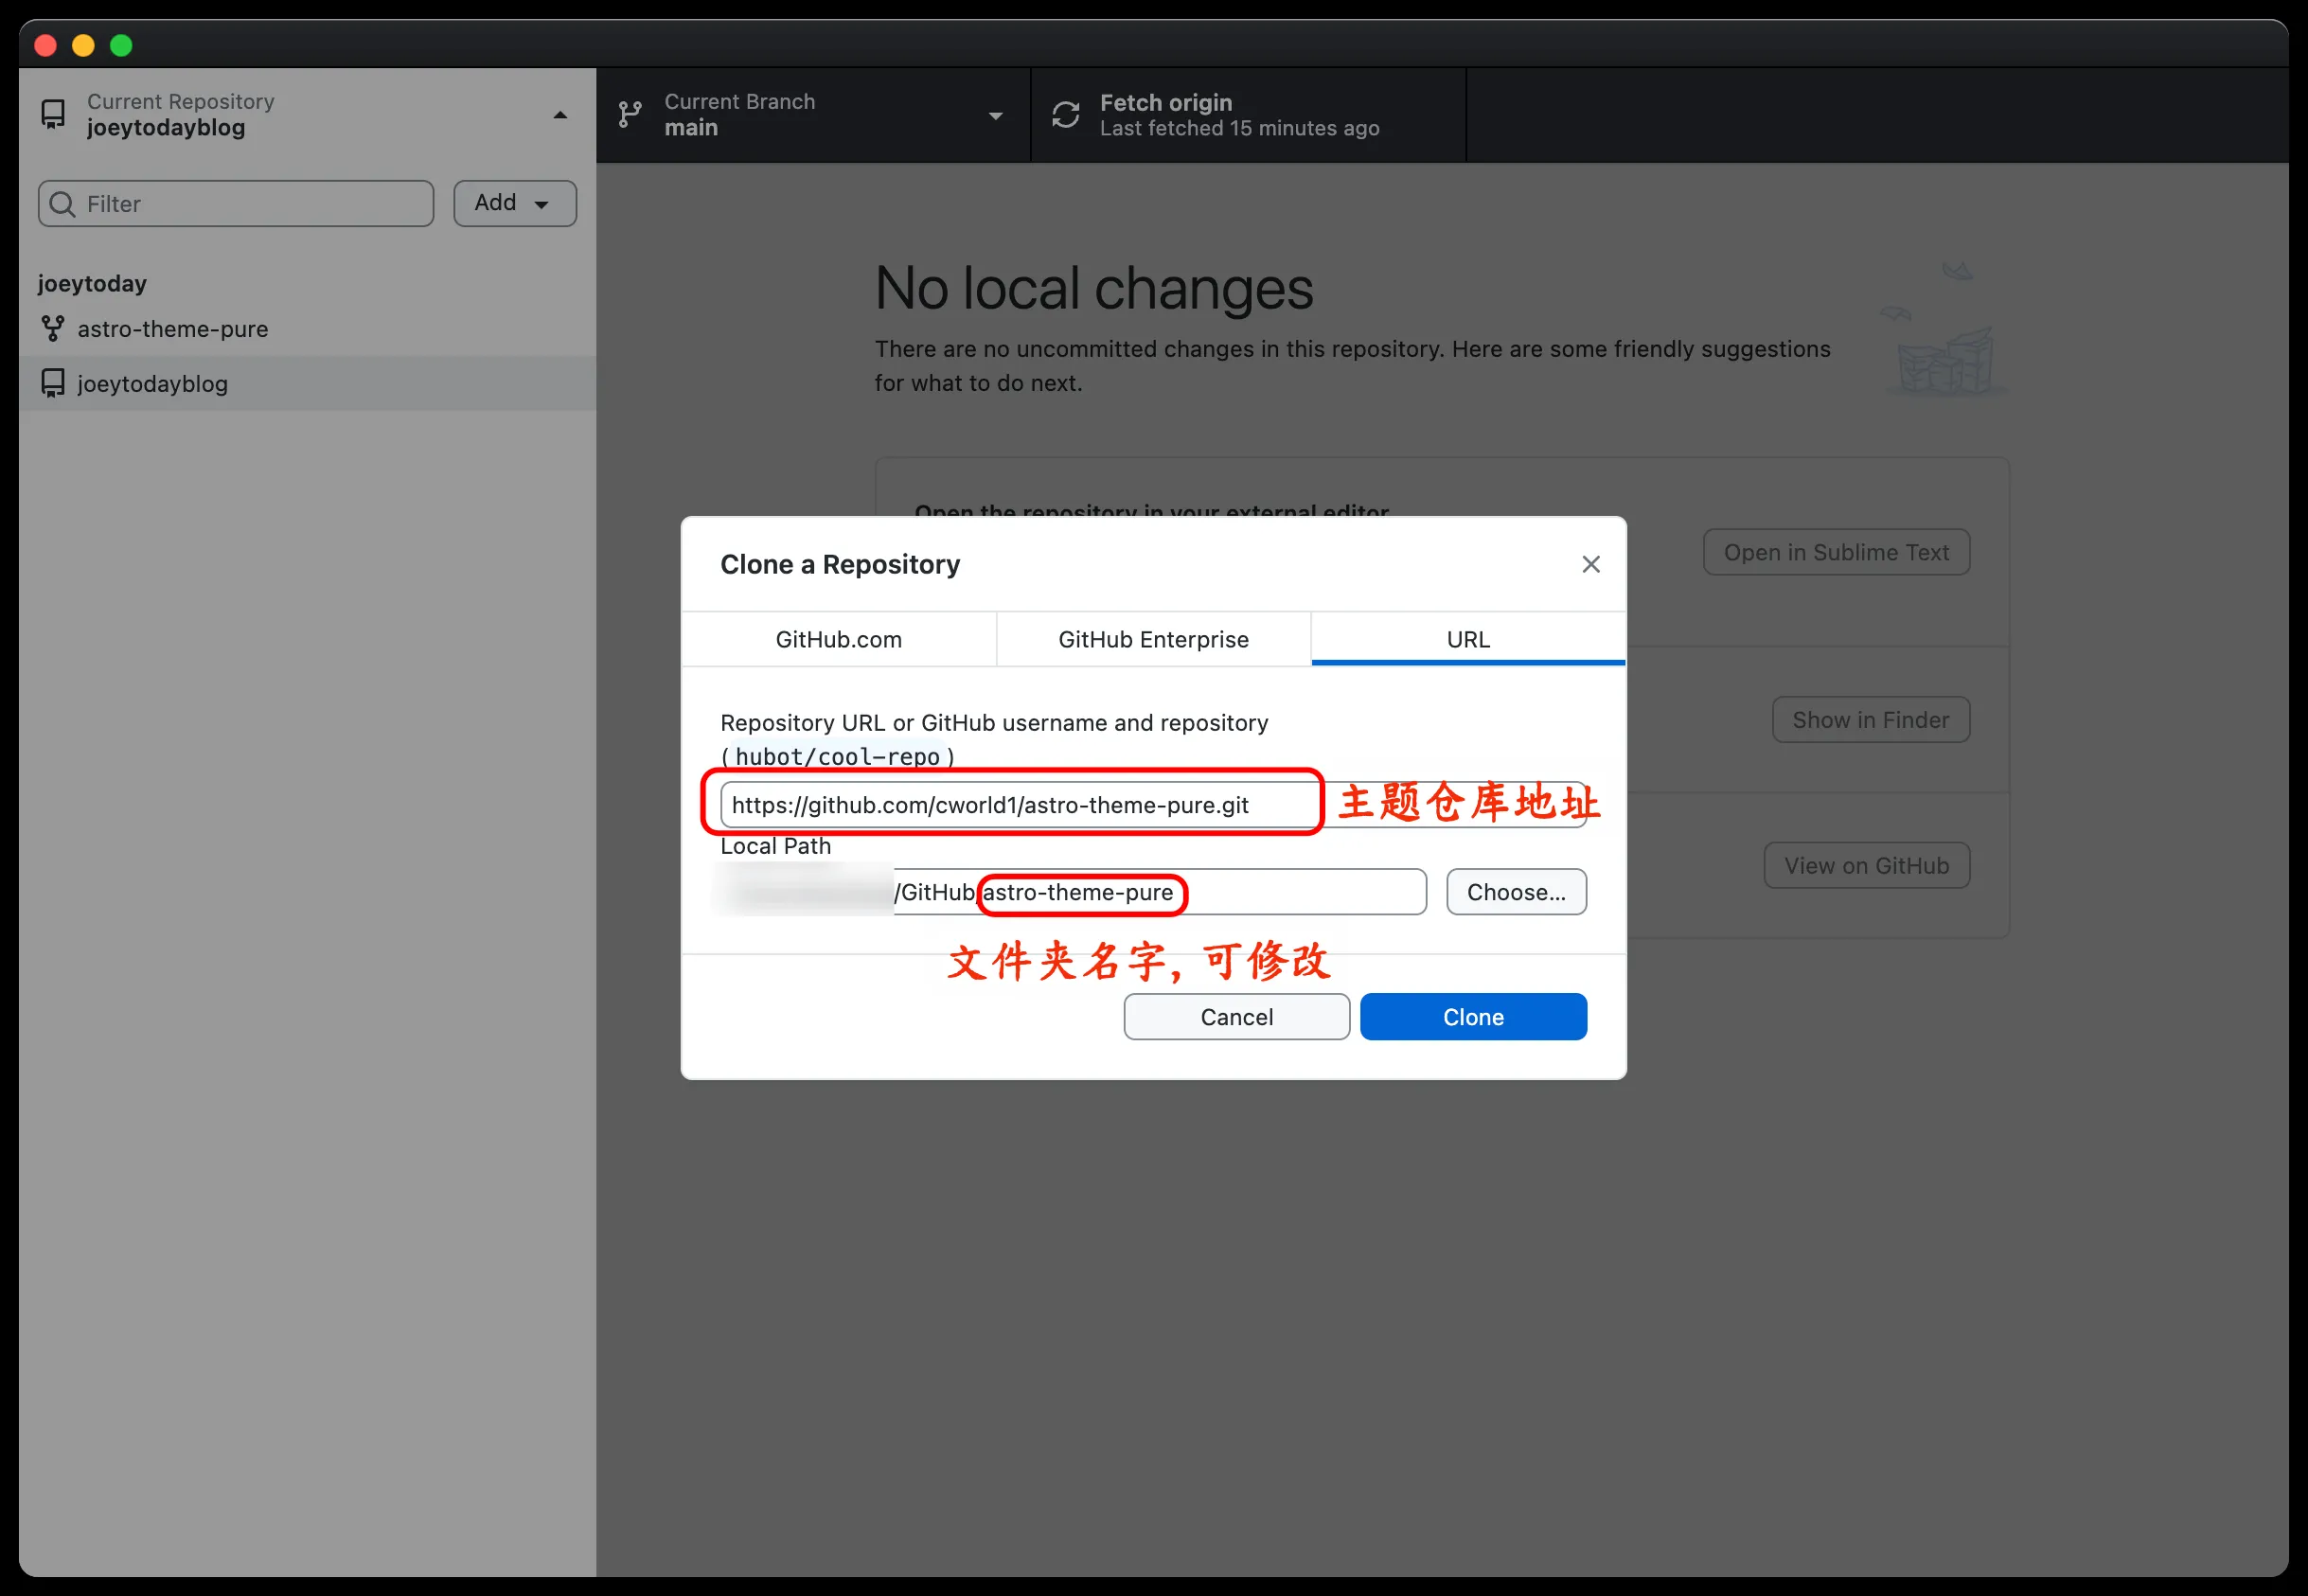 Current Repository
joeytodayblog
Current Branch
main
Fetch origin
Last fetched 15 minutes ago
Filter
Add
joeytoday
astro-theme-pure
joeytodayblog
No local changes
There are no uncommitted changes in this repository. Here are some friendly suggestions
for what to do next.
Open the repository in your external editor
Open in Sublime Text
Show in Finder
View on GitHub
Clone a Repository
GitHub.com
GitHub Enterprise
URL
Repository URL or GitHub username and repository
(hubot/cool-repo)
https://github.com/cworld1/astro-theme-pure.git
主题仓库地址
Local Path
/GitHub/astro-theme-pure
Choose...
文件夹名字, 可修改
Cancel
Clone